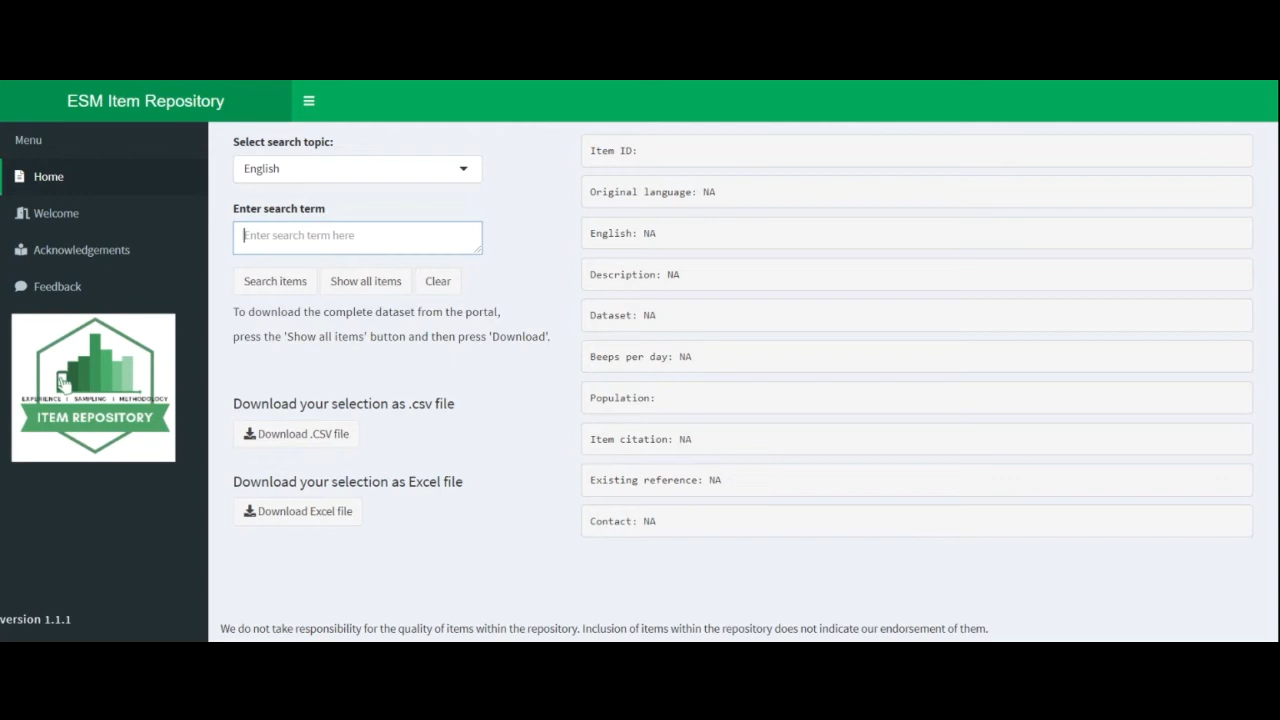 ESM Item Repository
Menu
Home
Welcome
Acknowledgements
Feedback
EXPERIENCE | SAMPLING | METHODOLOGY
ITEM REPOSITORY
version 1.1.1
Select search topic:
English
Enter search term
Enter search term here
Search items Show all items Clear
To download the complete dataset from the portal,
press the 'Show all items' button and then press 'Download'.
Download your selection as .csv file
Download .CSV file
Download your selection as Excel file
Download Excel file
Item ID:
Original language: NA
English: NA
Description: NA
Dataset: NA
Beeps per day: NA
Population:
Item citation: NA
Existing reference: NA
Contact: NA
We do not take responsibility for the quality of items within the repository. Inclusion of items within the repository does not indicate our endorsement of them.